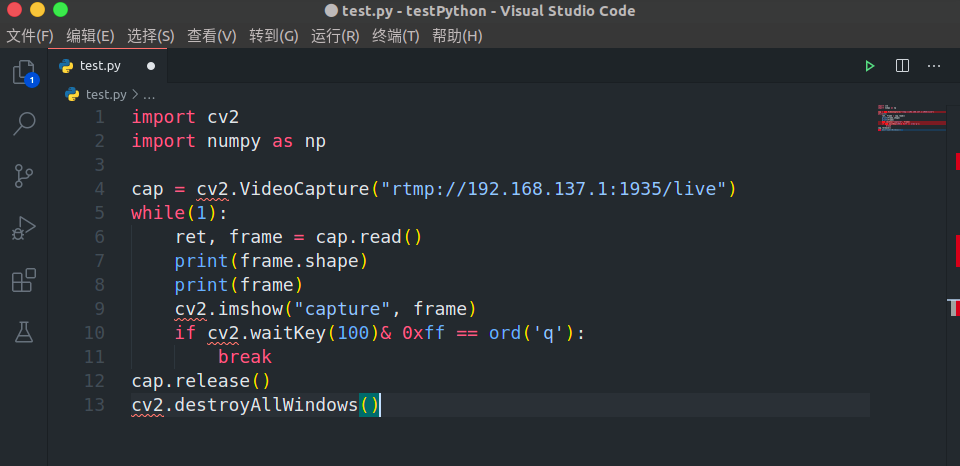 test.py - testPython - Visual Studio Code
文件(F) 编辑(E) 选择(S) 查看(V) 转到(G) 运行(R) 终端(T) 帮助(H)
1
test.py
test.py > ...
1 import cv2
2 import numpy as np
3
4 cap = cv2.VideoCapture("rtmp://192.168.137.1:1935/live")
5 while(1):
6     ret, frame = cap.read()
7     print(frame.shape)
8     print(frame)
9     cv2.imshow("capture", frame)
10     if cv2.waitKey(100)& 0xff == ord('q'):
11         break
12 cap.release()
13 cv2.destroyAllWindows()